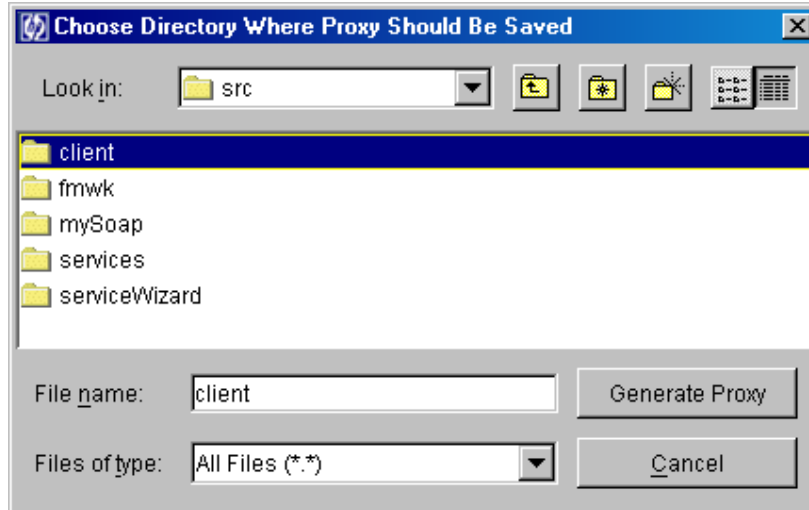 Choose Directory Where Proxy Should Be Saved
Look in: src
client
fmwk
mySoap
services
serviceWizard
File name: client Generate Proxy
Files of type: All Files (*.*) Cancel